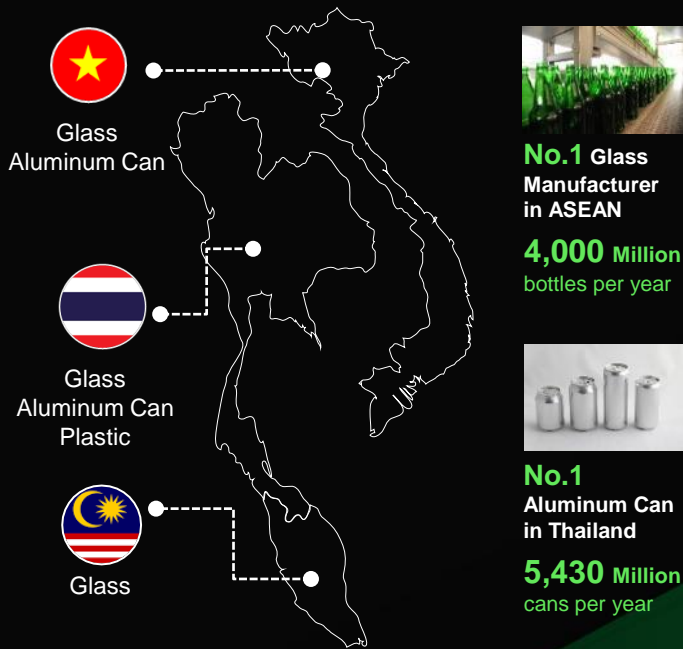 Glass
Aluminum Can
Glass
Aluminum Can
Plastic
Glass
No.1 Glass
Manufacturer
in ASEAN
4,000 Million
bottles per year
No.1
Aluminum Can
in Thailand
5,430 Million
cans per year